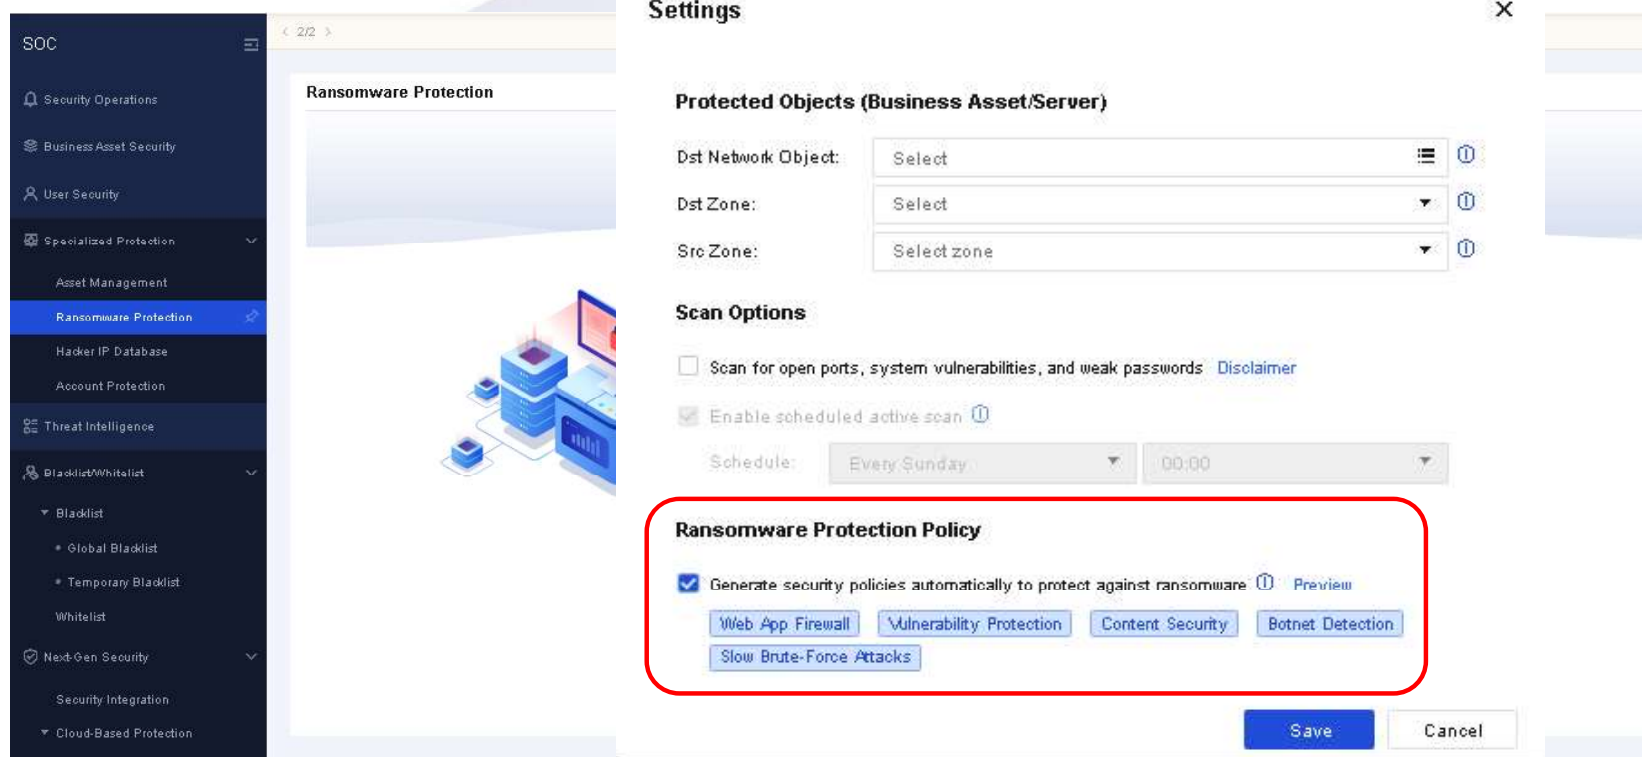 SOC
Security Operations
Business Asset Security
User Security
Specialized Protection
Asset Management
Ransomware Protection
Hacker IP Database
Account Protection
Threat Intelligence
Blacklist/Whitelist
Blacklist
Global Blacklist
Temporary Blacklist
Whitelist
Next-Gen Security
Security Integration
Cloud-Based Protection
< 2/2 >
Ransomware Protection
Settings
Protected Objects (Business Asset/Server)
Dst Network Object: Select
Dst Zone: Select
Src Zone: Select zone
Scan Options
Scan for open ports, system vulnerabilities, and weak passwords Disclaimer
Enable scheduled active scan
Schedule: Every Sunday 00:00
Ransomware Protection Policy
Generate security policies automatically to protect against ransomware Preview
Web App Firewall Vulnerability Protection Content Security Botnet Detection
Slow Brute-Force Attacks
Save Cancel